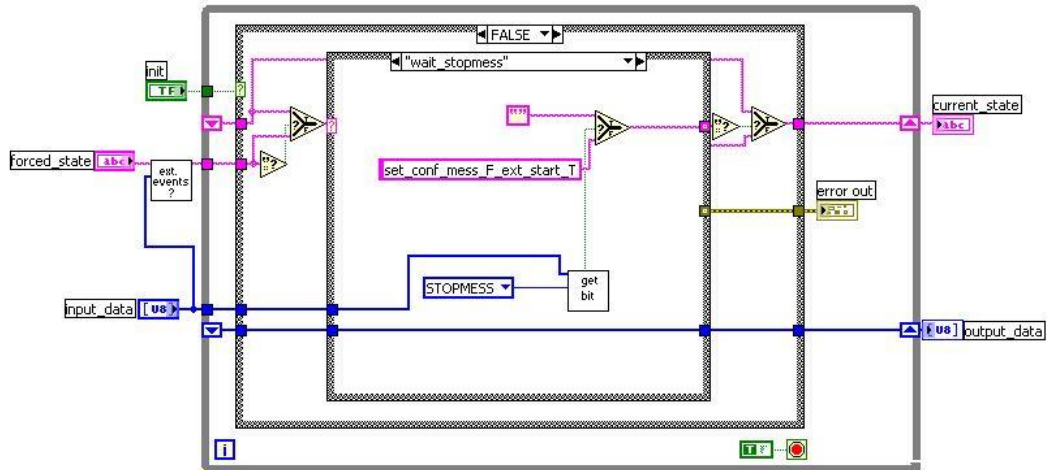 FALSE
"wait_stopmess"
init
TF
?
current_state
abc
forced_state
abc
ext.
events
?
?
T
F
?
?
""
?
T
F
?
?
T
F
set_conf_mess_F_ext_start_T
error out
STOPMESS
get
bit
input_data
[U8]
[U8]
output_data
i
T F